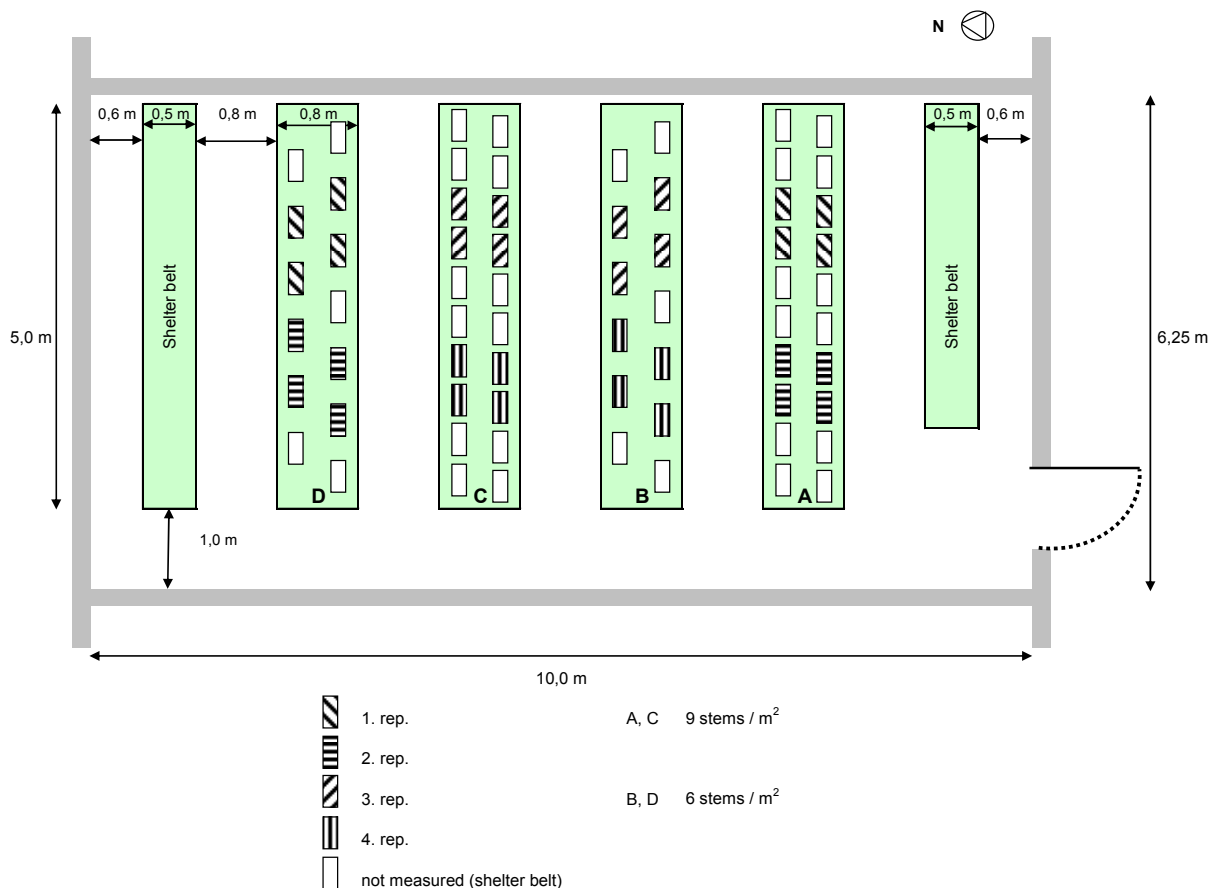 N
0,6 m
0,5 m
0,8 m
0,8 m
0,5 m
0,6 m
Shelter belt
Shelter belt
5,0 m
6,25 m
D
C
B
A
1,0 m
10,0 m
1. rep.
A, C 9 stems / m²
2. rep.
3. rep.
B, D 6 stems / m²
4. rep.
not measured (shelter belt)